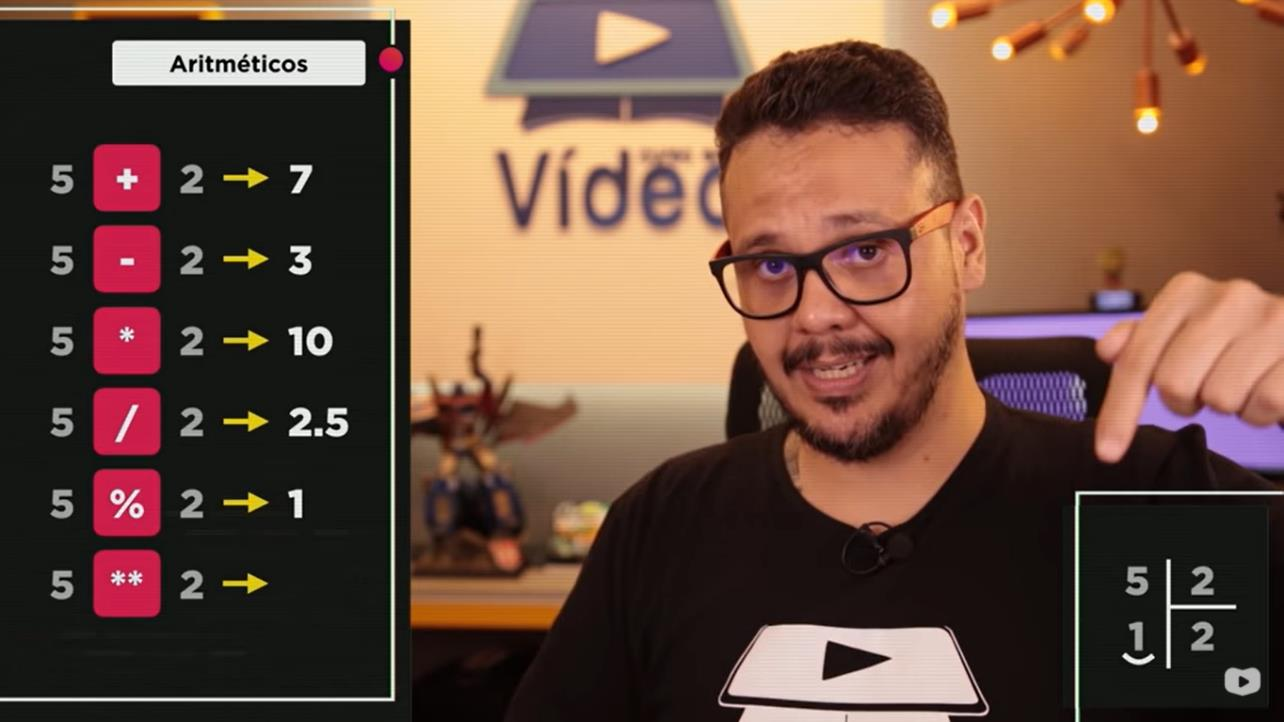 Aritméticos
5 + 2 → 7
5 - 2 → 3
5 * 2 → 10
5 / 2 → 2.5
5 % 2 → 1
5 ** 2 →
Vídeo
5 2
1 2